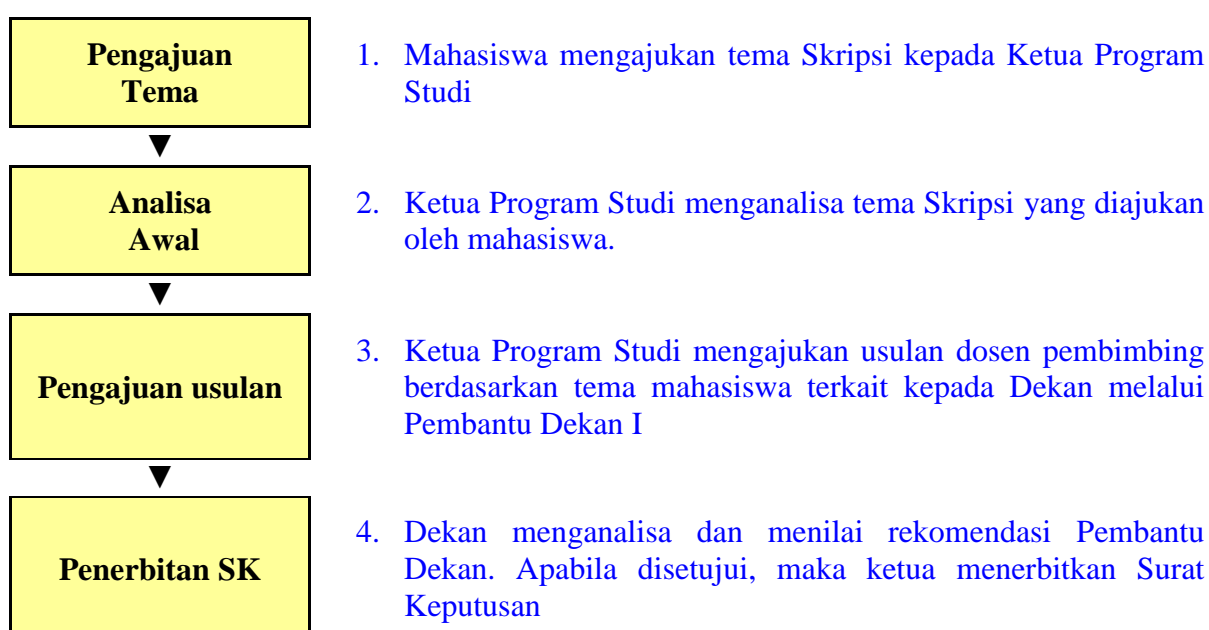 Pengajuan
Tema
1. Mahasiswa mengajukan tema Skripsi kepada Ketua Program
Studi
Analisa
Awal
2. Ketua Program Studi menganalisa tema Skripsi yang diajukan
oleh mahasiswa.
Pengajuan usulan
3. Ketua Program Studi mengajukan usulan dosen pembimbing
berdasarkan tema mahasiswa terkait kepada Dekan melalui
Pembantu Dekan I
Penerbitan SK
4. Dekan menganalisa dan menilai rekomendasi Pembantu
Dekan. Apabila disetujui, maka ketua menerbitkan Surat
Keputusan